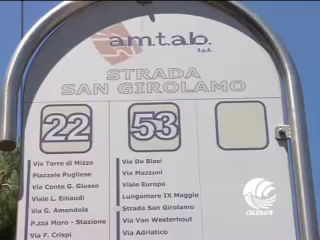 a.m.t.a.b.
S.p.A.
STRADA
SAN GIROLAMO
22
53
Via Torre di Mizzo
Piazzale Pugliese
Via Conte G. Giusso
Viale L. Einaudi
Via G. Amendola
P.zza Moro - Stazione
Via F. Crispi
Via De Blasi
Via Mazzoni
Viale Europa
Lungomare IX Maggio
Strada San Girolamo
Via Van Westerhout
Via Adriatico